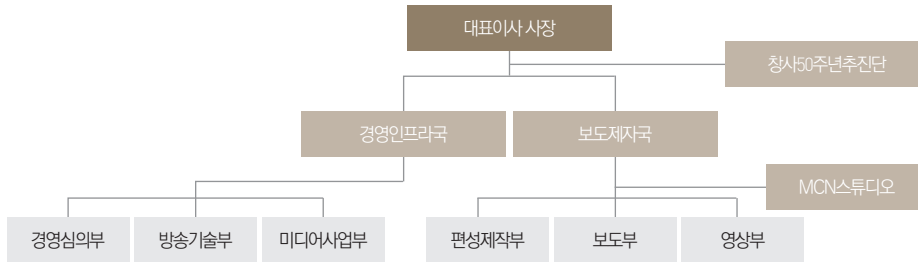 대표이사 사장
창사50주년추진단
경영인프라국
보도제자국
MCN스튜디오
경영심의부
방송기술부
미디어사업부
편성제작부
보도부
영상부